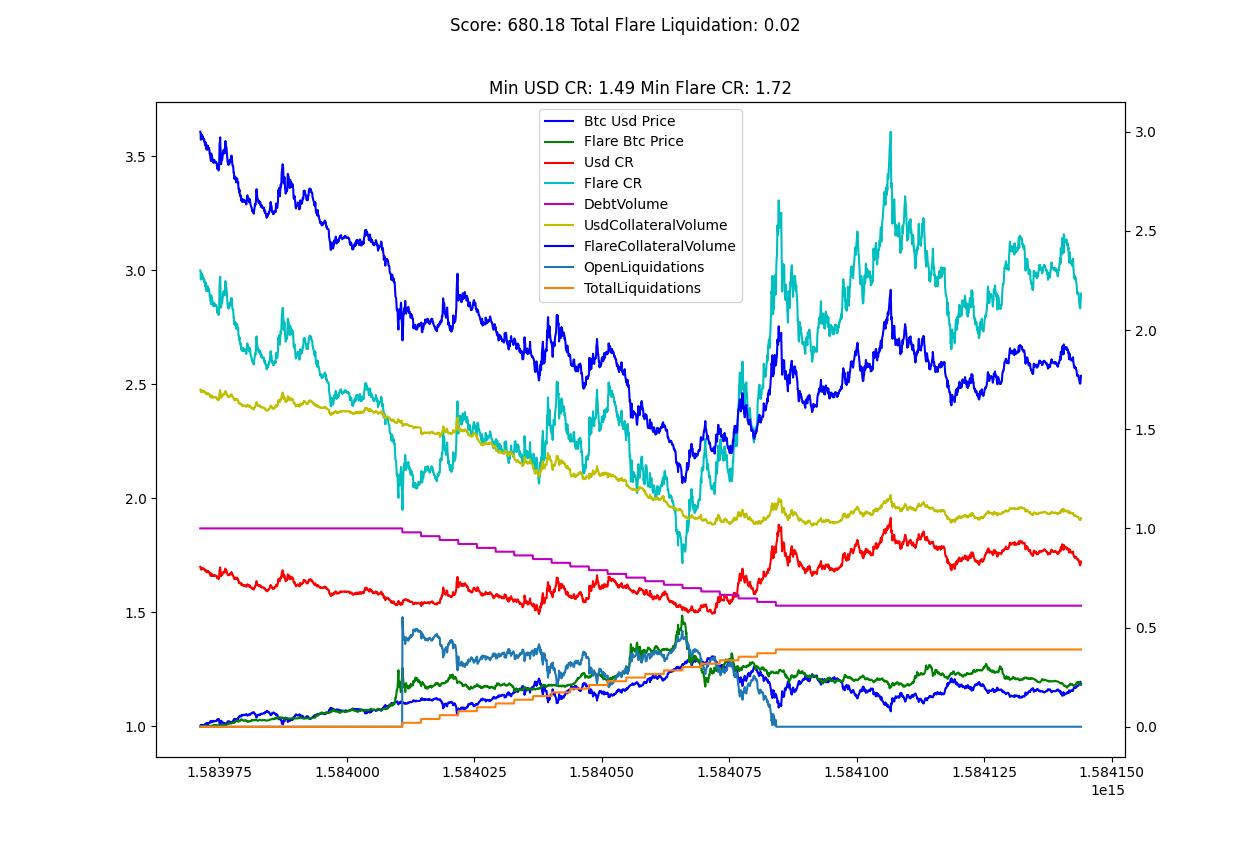 Score: 680.18 Total Flare Liquidation: 0.02
Min USD CR: 1.49 Min Flare CR: 1.72
Btc Usd Price
Flare Btc Price
Usd CR
Flare CR
DebtVolume
UsdCollateralVolume
FlareCollateralVolume
OpenLiquidations
TotalLiquidations
3.5
3.0
2.5
2.0
1.5
1.0
3.0
2.5
2.0
1.5
1.0
0.5
0.0
1.583975 1.584000 1.584025 1.584050 1.584075 1.584100 1.584125 1.584150
1e15